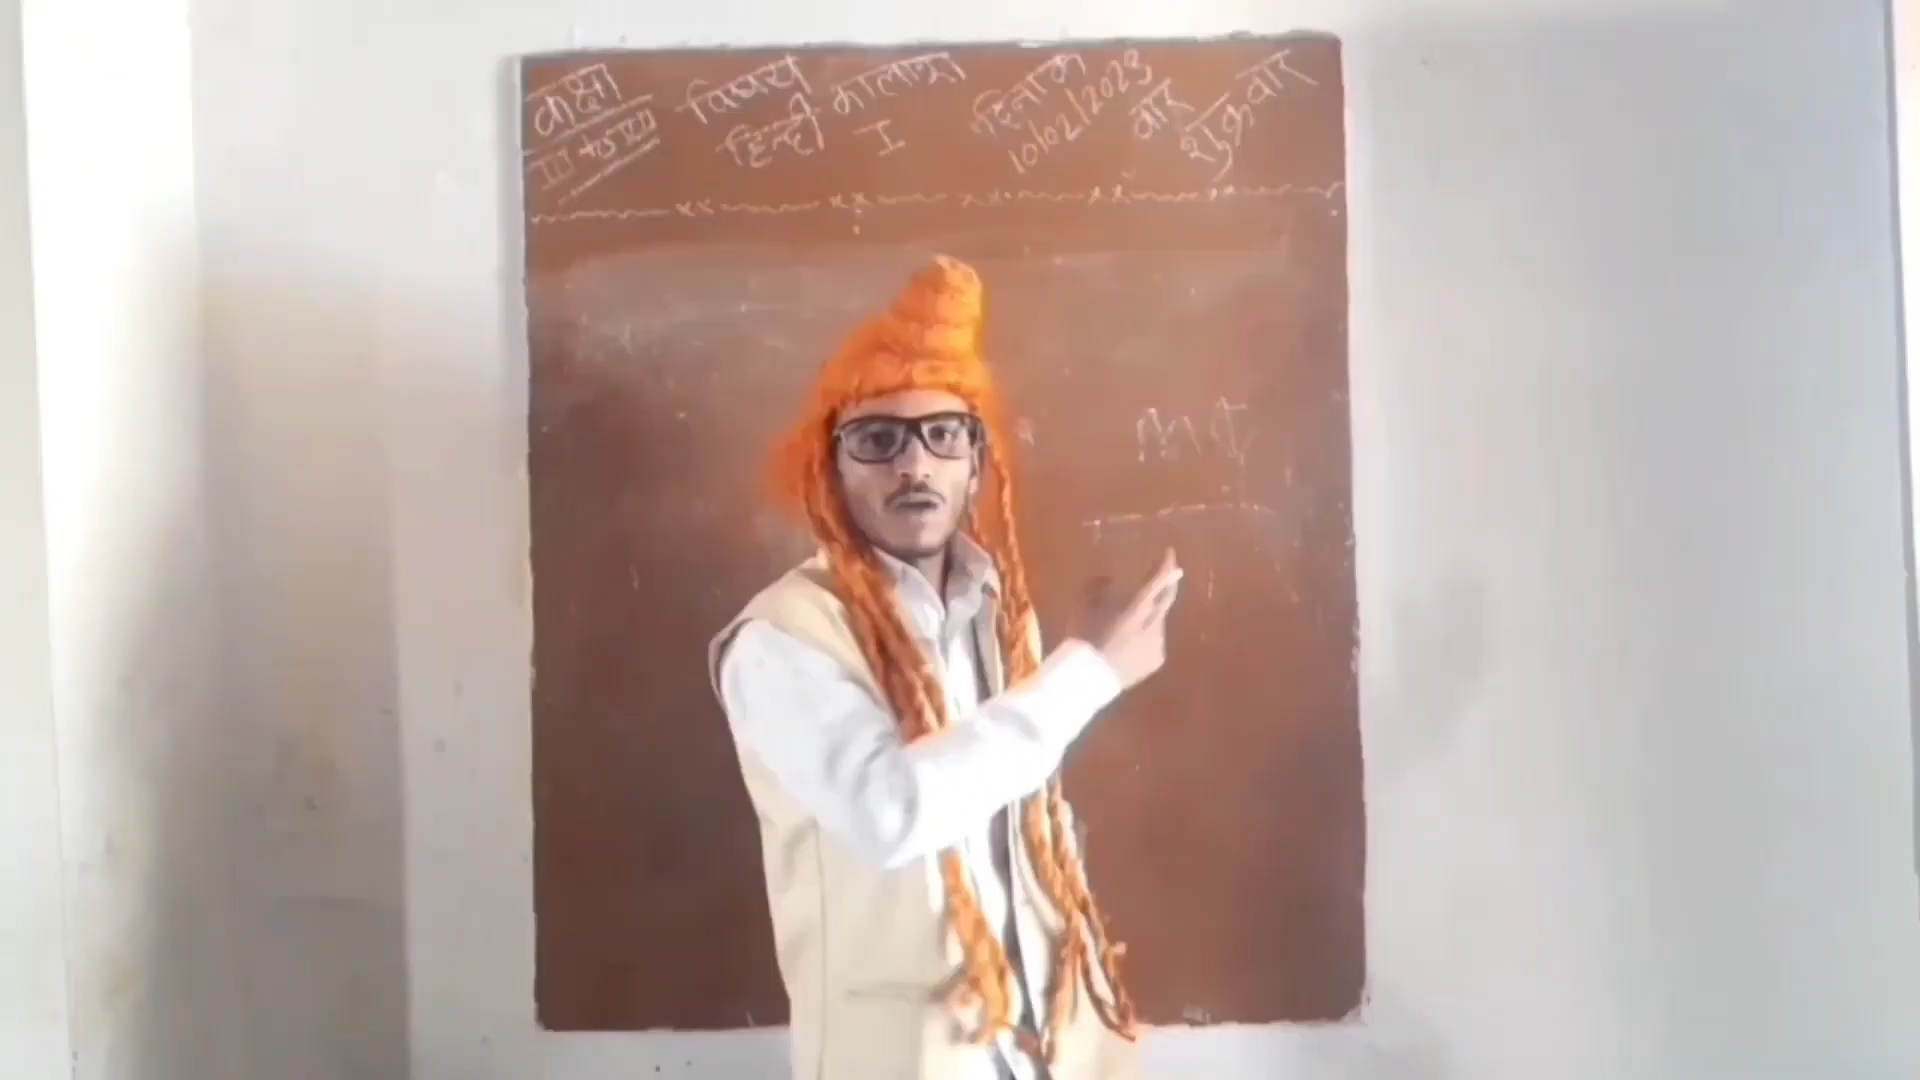 कक्षा विषय कालांश दिनांक वार
हिन्दी I 10/02/2023 शुक्रवार